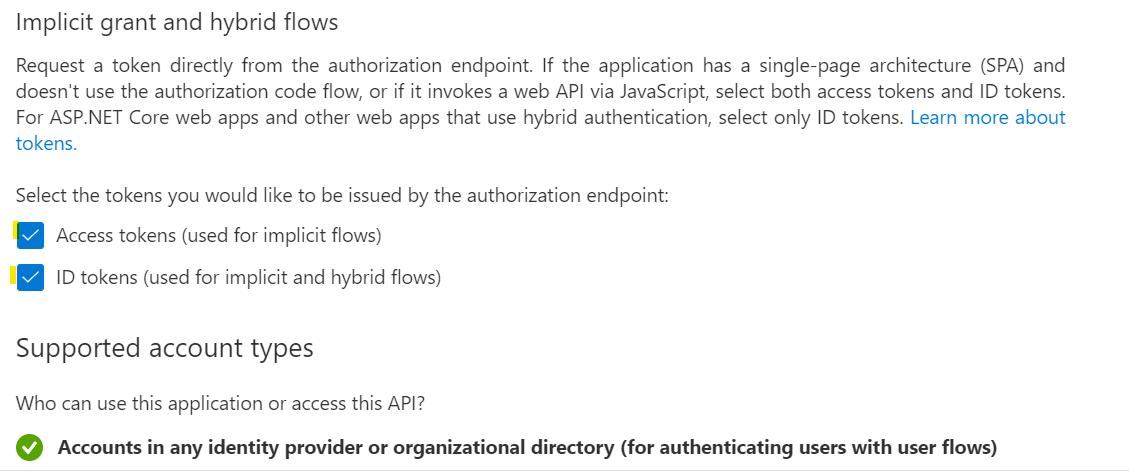 Implicit grant and hybrid flows
Request a token directly from the authorization endpoint. If the application has a single-page architecture (SPA) and
doesn't use the authorization code flow, or if it invokes a web API via JavaScript, select both access tokens and ID tokens.
For ASP.NET Core web apps and other web apps that use hybrid authentication, select only ID tokens. Learn more about
tokens.
Select the tokens you would like to be issued by the authorization endpoint:
Access tokens (used for implicit flows)
ID tokens (used for implicit and hybrid flows)
Supported account types
Who can use this application or access this API?
Accounts in any identity provider or organizational directory (for authenticating users with user flows)